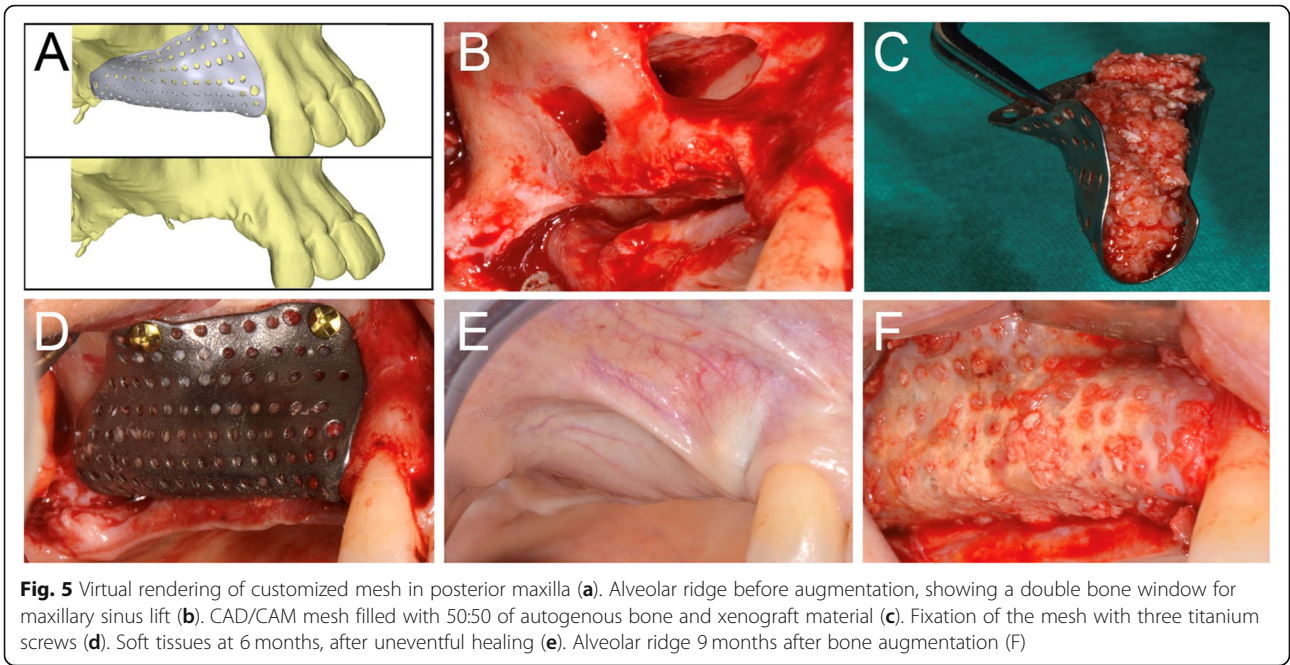 A
B
C
D
E
F
Fig. 5 Virtual rendering of customized mesh in posterior maxilla (a). Alveolar ridge before augmentation, showing a double bone window for
maxillary sinus lift (b). CAD/CAM mesh filled with 50:50 of autogenous bone and xenograft material (c). Fixation of the mesh with three titanium
screws (d). Soft tissues at 6 months, after uneventful healing (e). Alveolar ridge 9 months after bone augmentation (F)